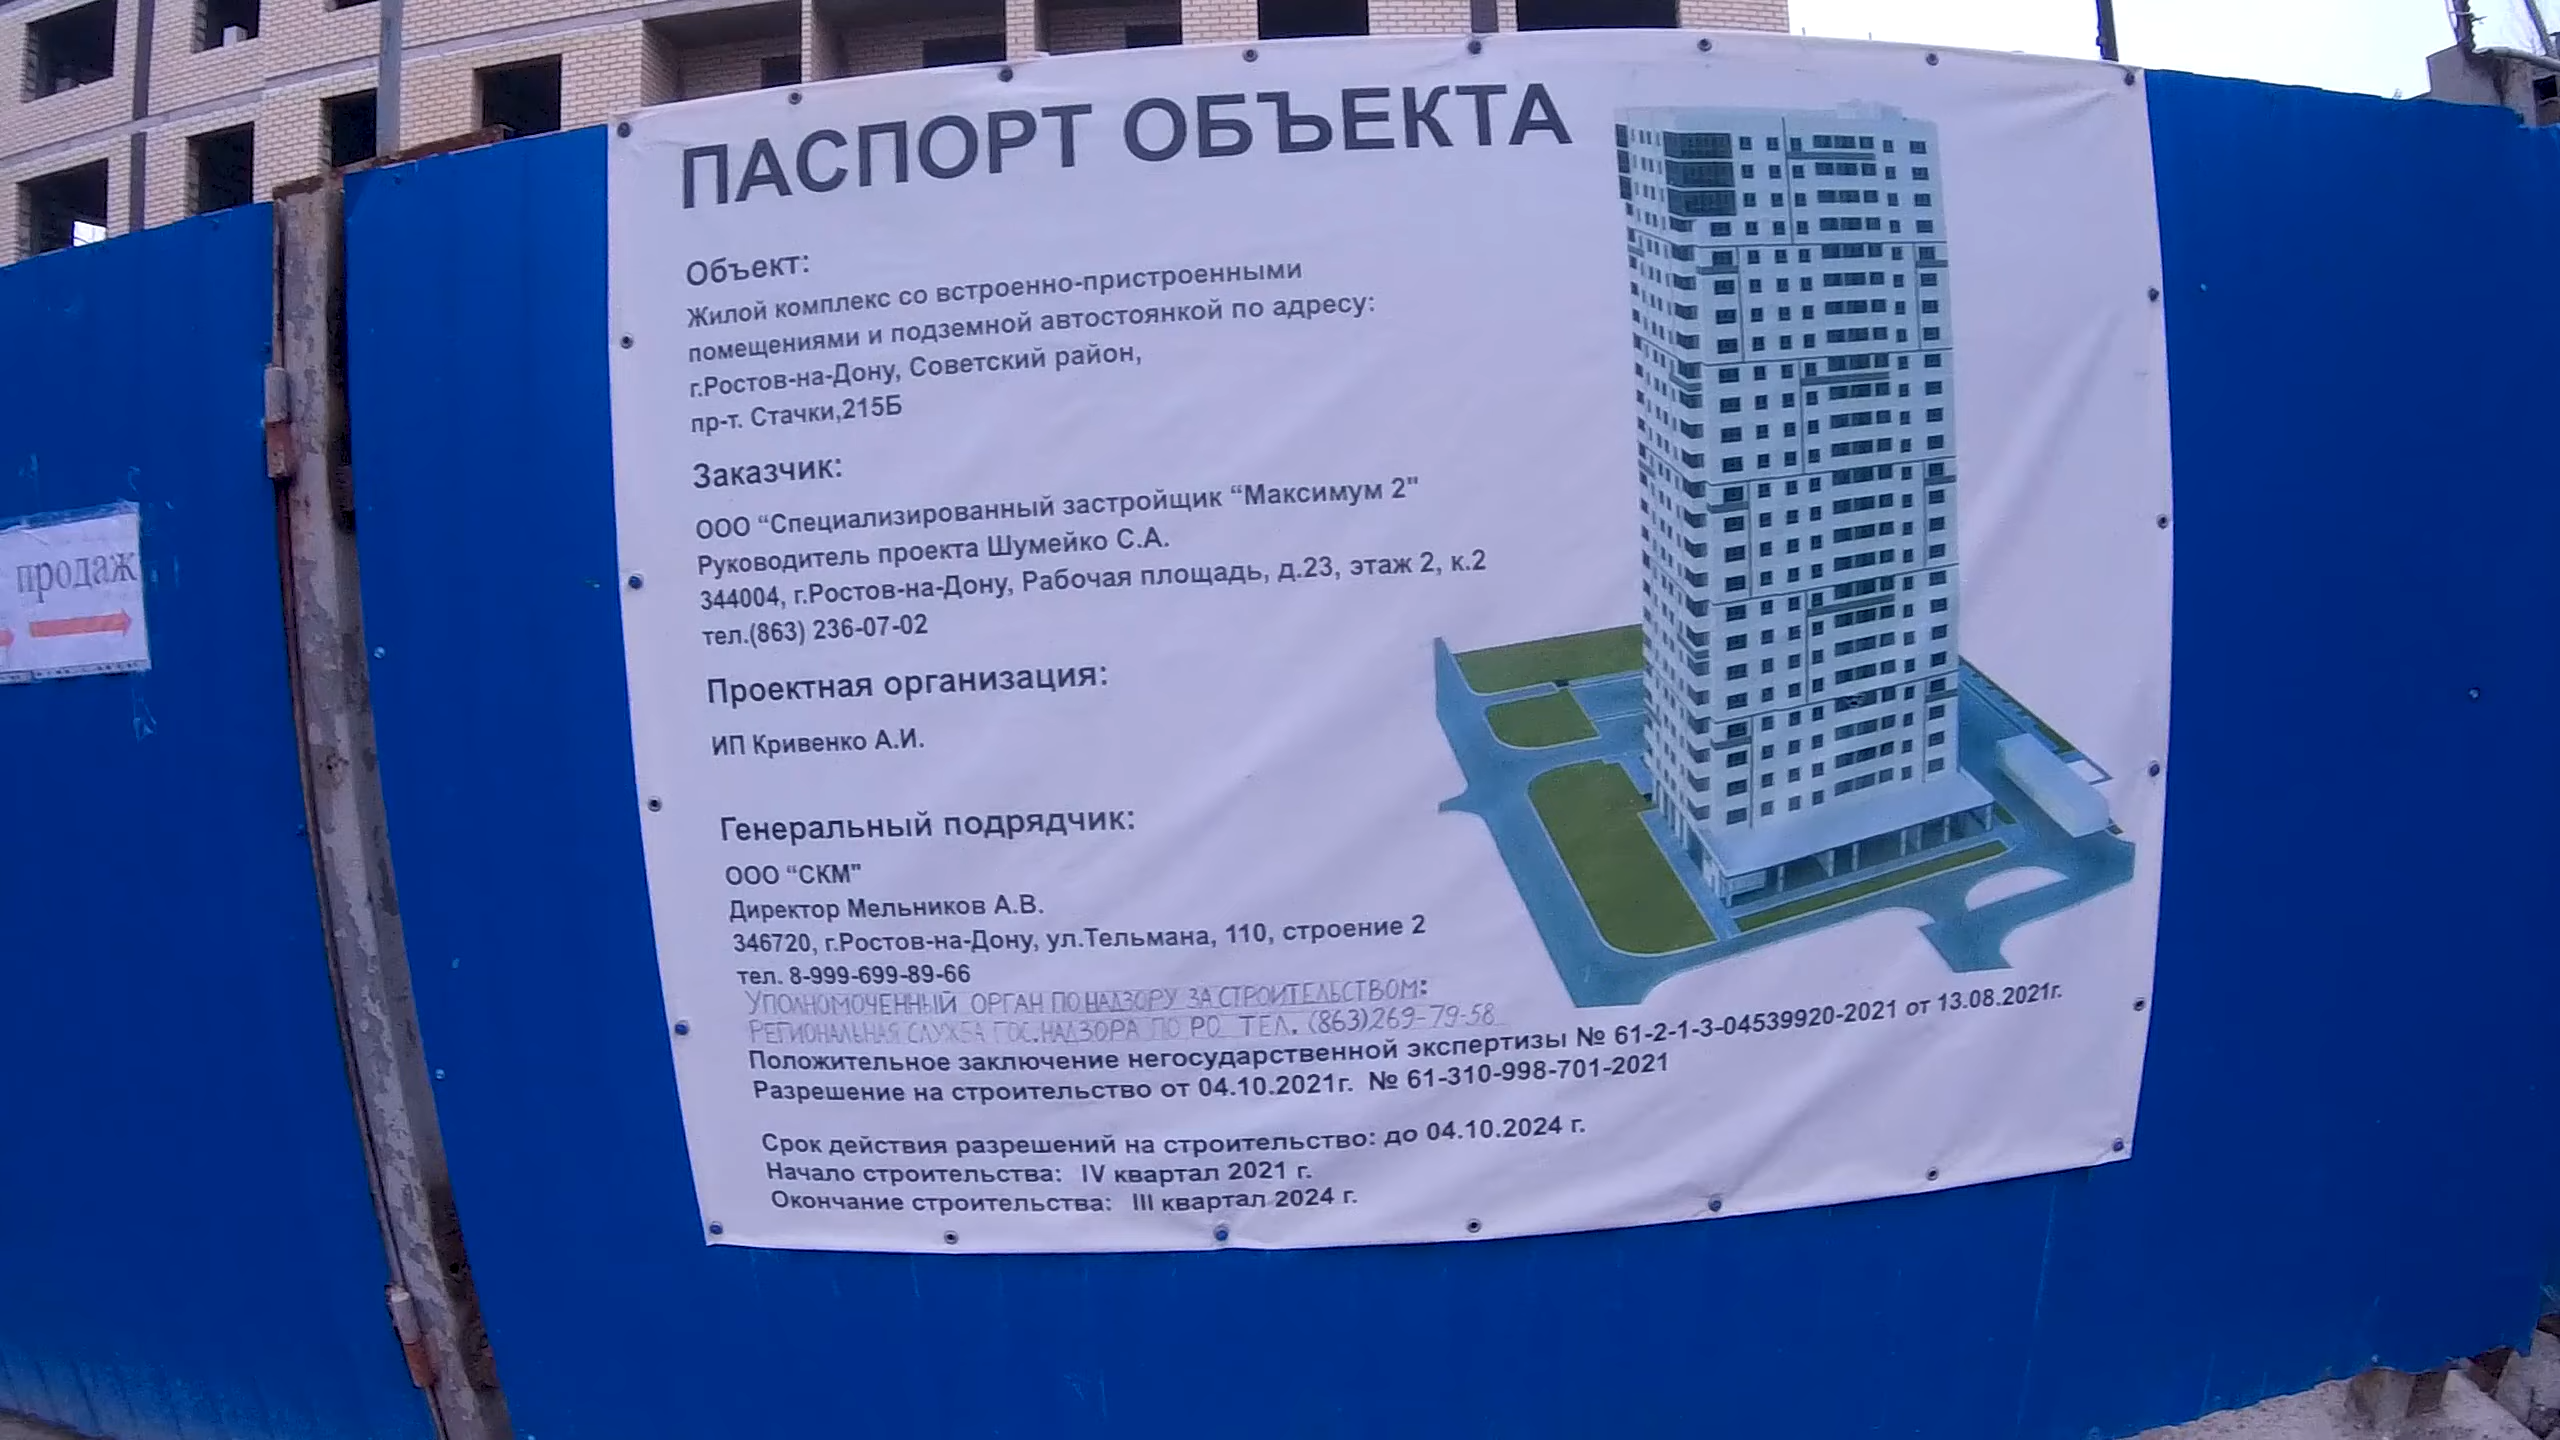 ПАСПОРТ ОБЪЕКТА
Объект:
Жилой комплекс со встроенно-пристроенными
помещениями и подземной автостоянкой по адресу:
г.Ростов-на-Дону, Советский район,
пр-т. Стачки,215Б
Заказчик:
ООО “Специализированный застройщик “Максимум 2"
Руководитель проекта Шумейко С.А.
344004, г.Ростов-на-Дону, Рабочая площадь, д.23, этаж 2, к.2
тел.(863) 236-07-02
Проектная организация:
ИП Кривенко А.И.
Генеральный подрядчик:
ООО “СКМ"
Директор Мельников А.В.
346720, г.Ростов-на-Дону, ул.Тельмана, 110, строение 2
тел. 8-999-699-89-66
УПОЛНОМОЧЕННЫЙ ОРГАН ПО НАДЗОРУ ЗА СТРОИТЕЛЬСТВОМ:
РЕГИОНАЛЬНАЯ СЛУЖБА ГОС.НАДЗОРА ПО РО ТЕЛ. (863)269-79-58
Положительное заключение негосударственной экспертизы № 61-2-1-3-04539920-2021 от 13.08.2021г.
Разрешение на строительство от 04.10.2021г. № 61-310-998-701-2021
Срок действия разрешений на строительство: до 04.10.2024 г.
Начало строительства: IV квартал 2021 г.
Окончание строительства: III квартал 2024 г.
продаж